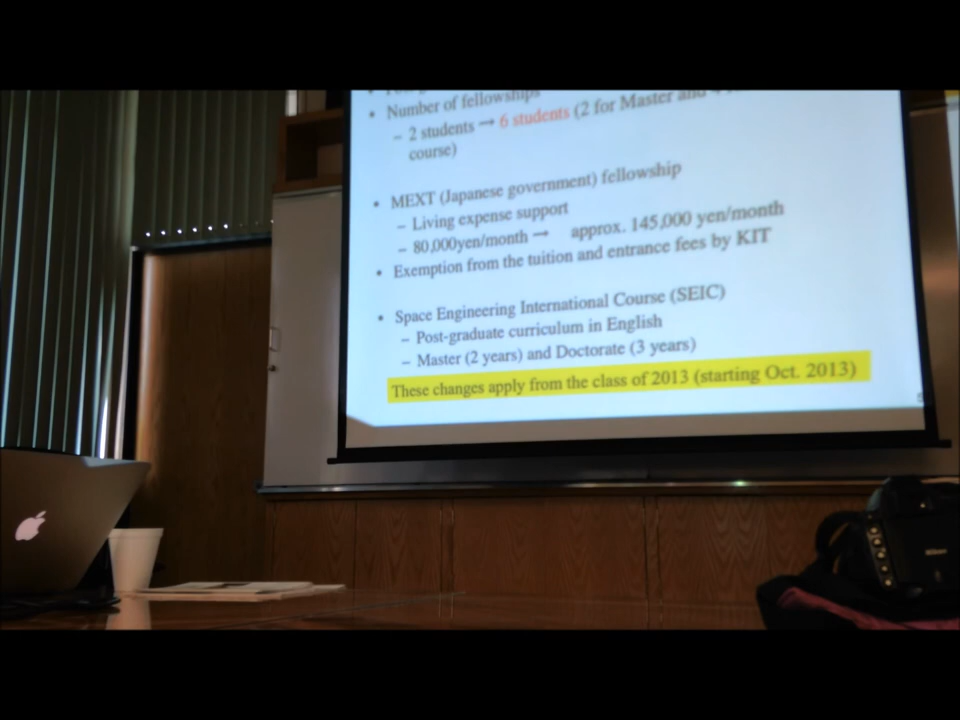 • Number of fellowships
– 2 students → 6 students (2 for Master and
course)
• MEXT (Japanese government) fellowship
– Living expense support
– 80,000yen/month → approx. 145,000 yen/month
• Exemption from the tuition and entrance fees by KIT
• Space Engineering International Course (SEIC)
– Post-graduate curriculum in English
– Master (2 years) and Doctorate (3 years)
These changes apply from the class of 2013 (starting Oct. 2013)
Nikon